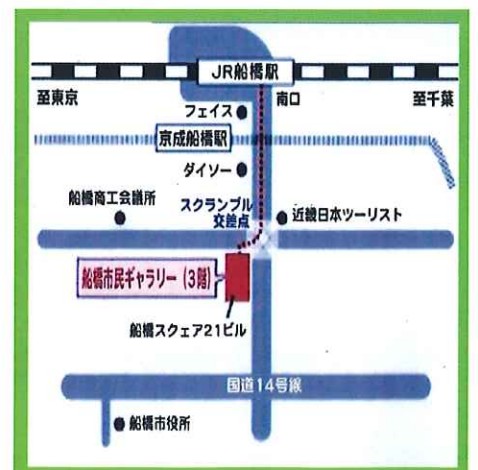 JR船橋駅
至東京
南口
至千葉
フェイス
京成船橋駅
ダイソー
船橋商工会議所
スクランブル
交差点
近畿日本ツーリスト
船橋市民ギャラリー(3階)
船橋スクェア21ビル
国道14号線
船橋市役所